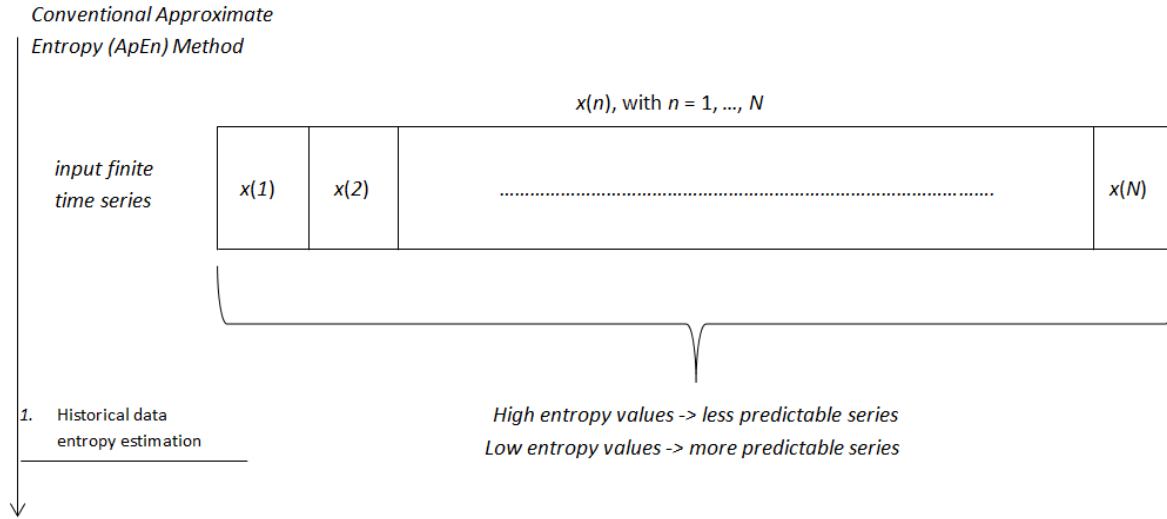 Conventional Approximate
Entropy (ApEn) Method
x(n), with n = 1, ..., N
input finite
time series
x(1)
x(2)
.................................................................................................
x(N)
1. Historical data
entropy estimation
High entropy values -> less predictable series
Low entropy values -> more predictable series